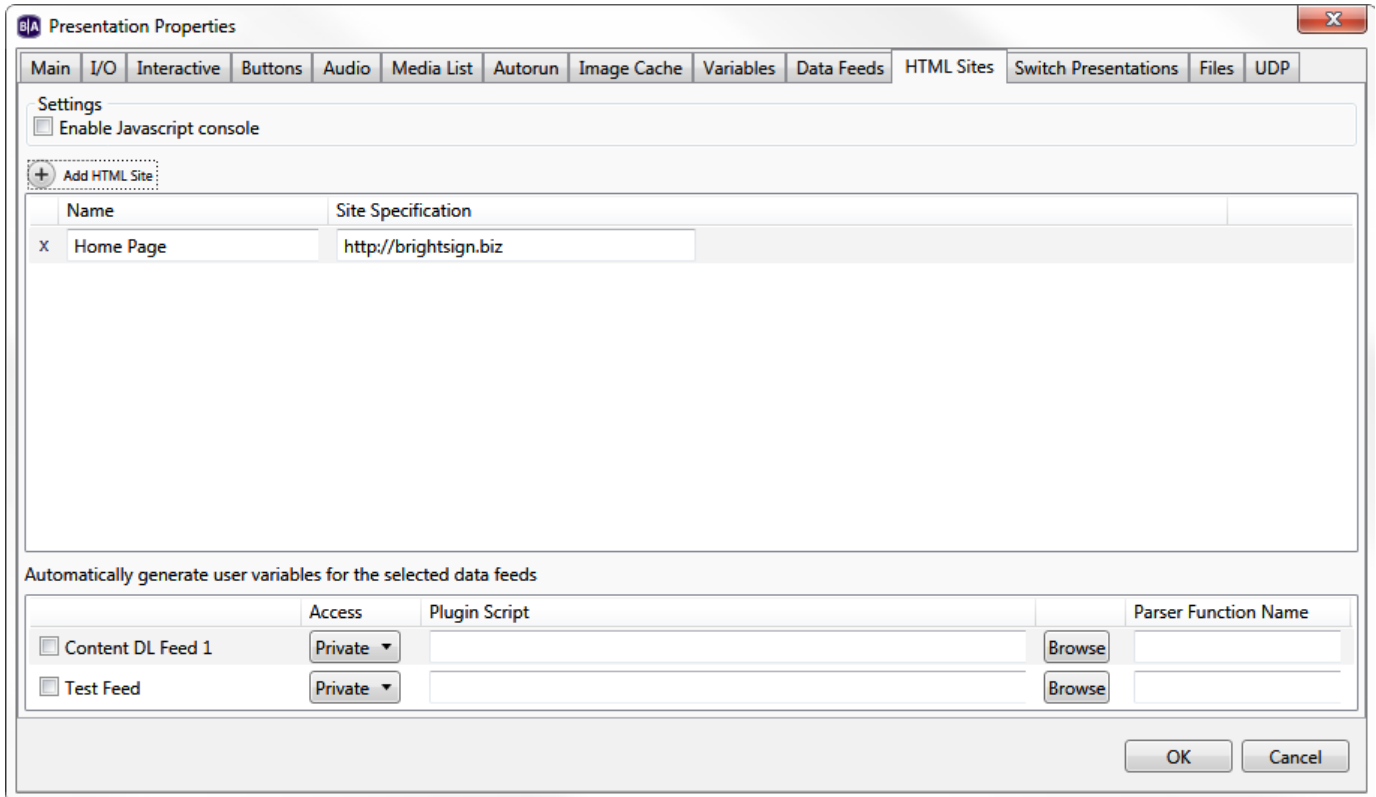 B|A Presentation Properties
Main I/O Interactive Buttons Audio Media List Autorun Image Cache Variables Data Feeds HTML Sites Switch Presentations Files UDP
Settings
Enable Javascript console
+ Add HTML Site
Name Site Specification
x Home Page http://brightsign.biz
Automatically generate user variables for the selected data feeds
Access Plugin Script Parser Function Name
Content DL Feed 1 Private Browse
Test Feed Private Browse
OK Cancel